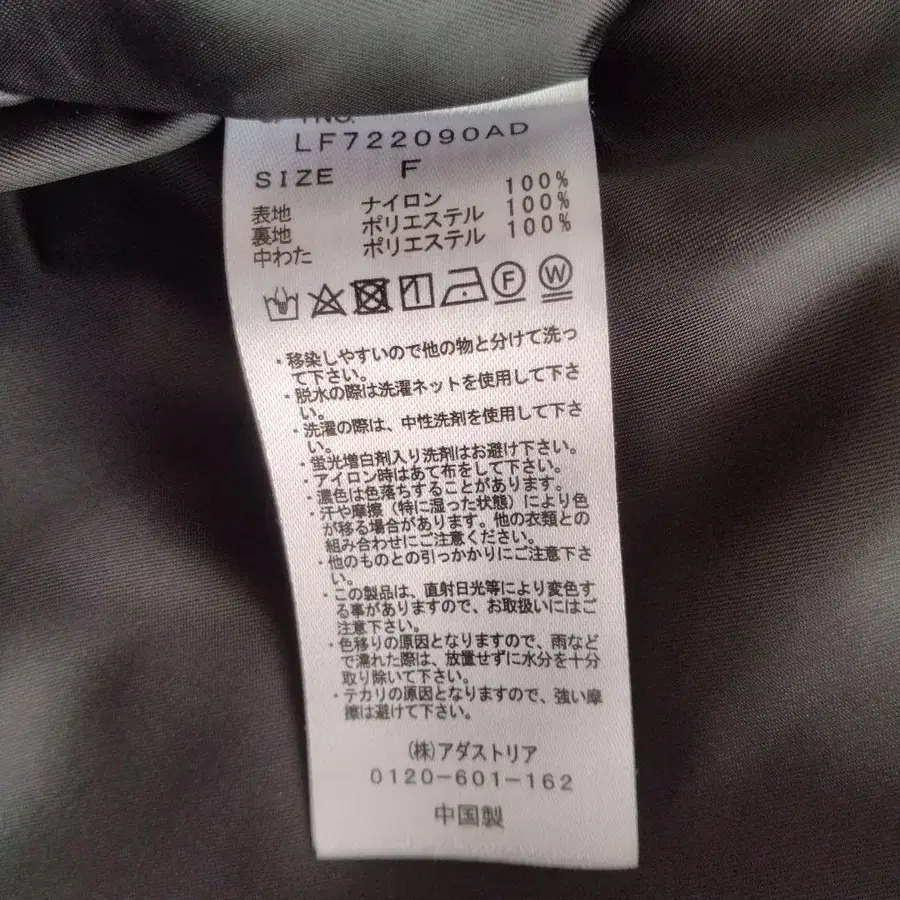 LF722090AD
SIZE F
表地 ナイロン 100%
裏地 ポリエステル 100%
中わた ポリエステル 100%
F W
・移染しやすいので他の物と分けて洗っ
て下さい。
・脱水の際は洗濯ネットを使用して下さ
い。
・洗濯の際は、中性洗剤を使用して下さ
い。
・蛍光増白剤入り洗剤はお避け下さい。
・アイロン時はあて布をして下さい。
・濃色は色落ちすることがあります。
・汗や摩擦（特に湿った状態）により色
が移る場合があります。他の衣類との
組み合わせにご注意ください。
・他のものとの引っかかりにご注意下さ
い。
・この製品は、直射日光等により変色す
る事がありますので、お取扱いにはご
注意下さい。
・色移りの原因となりますので、雨など
で濡れた際は、放置せずに水分を十分
取り除いて下さい。
・テカリの原因となりますので、強い摩
擦は避けて下さい。
(株)アダストリア
0120-601-162
中国製